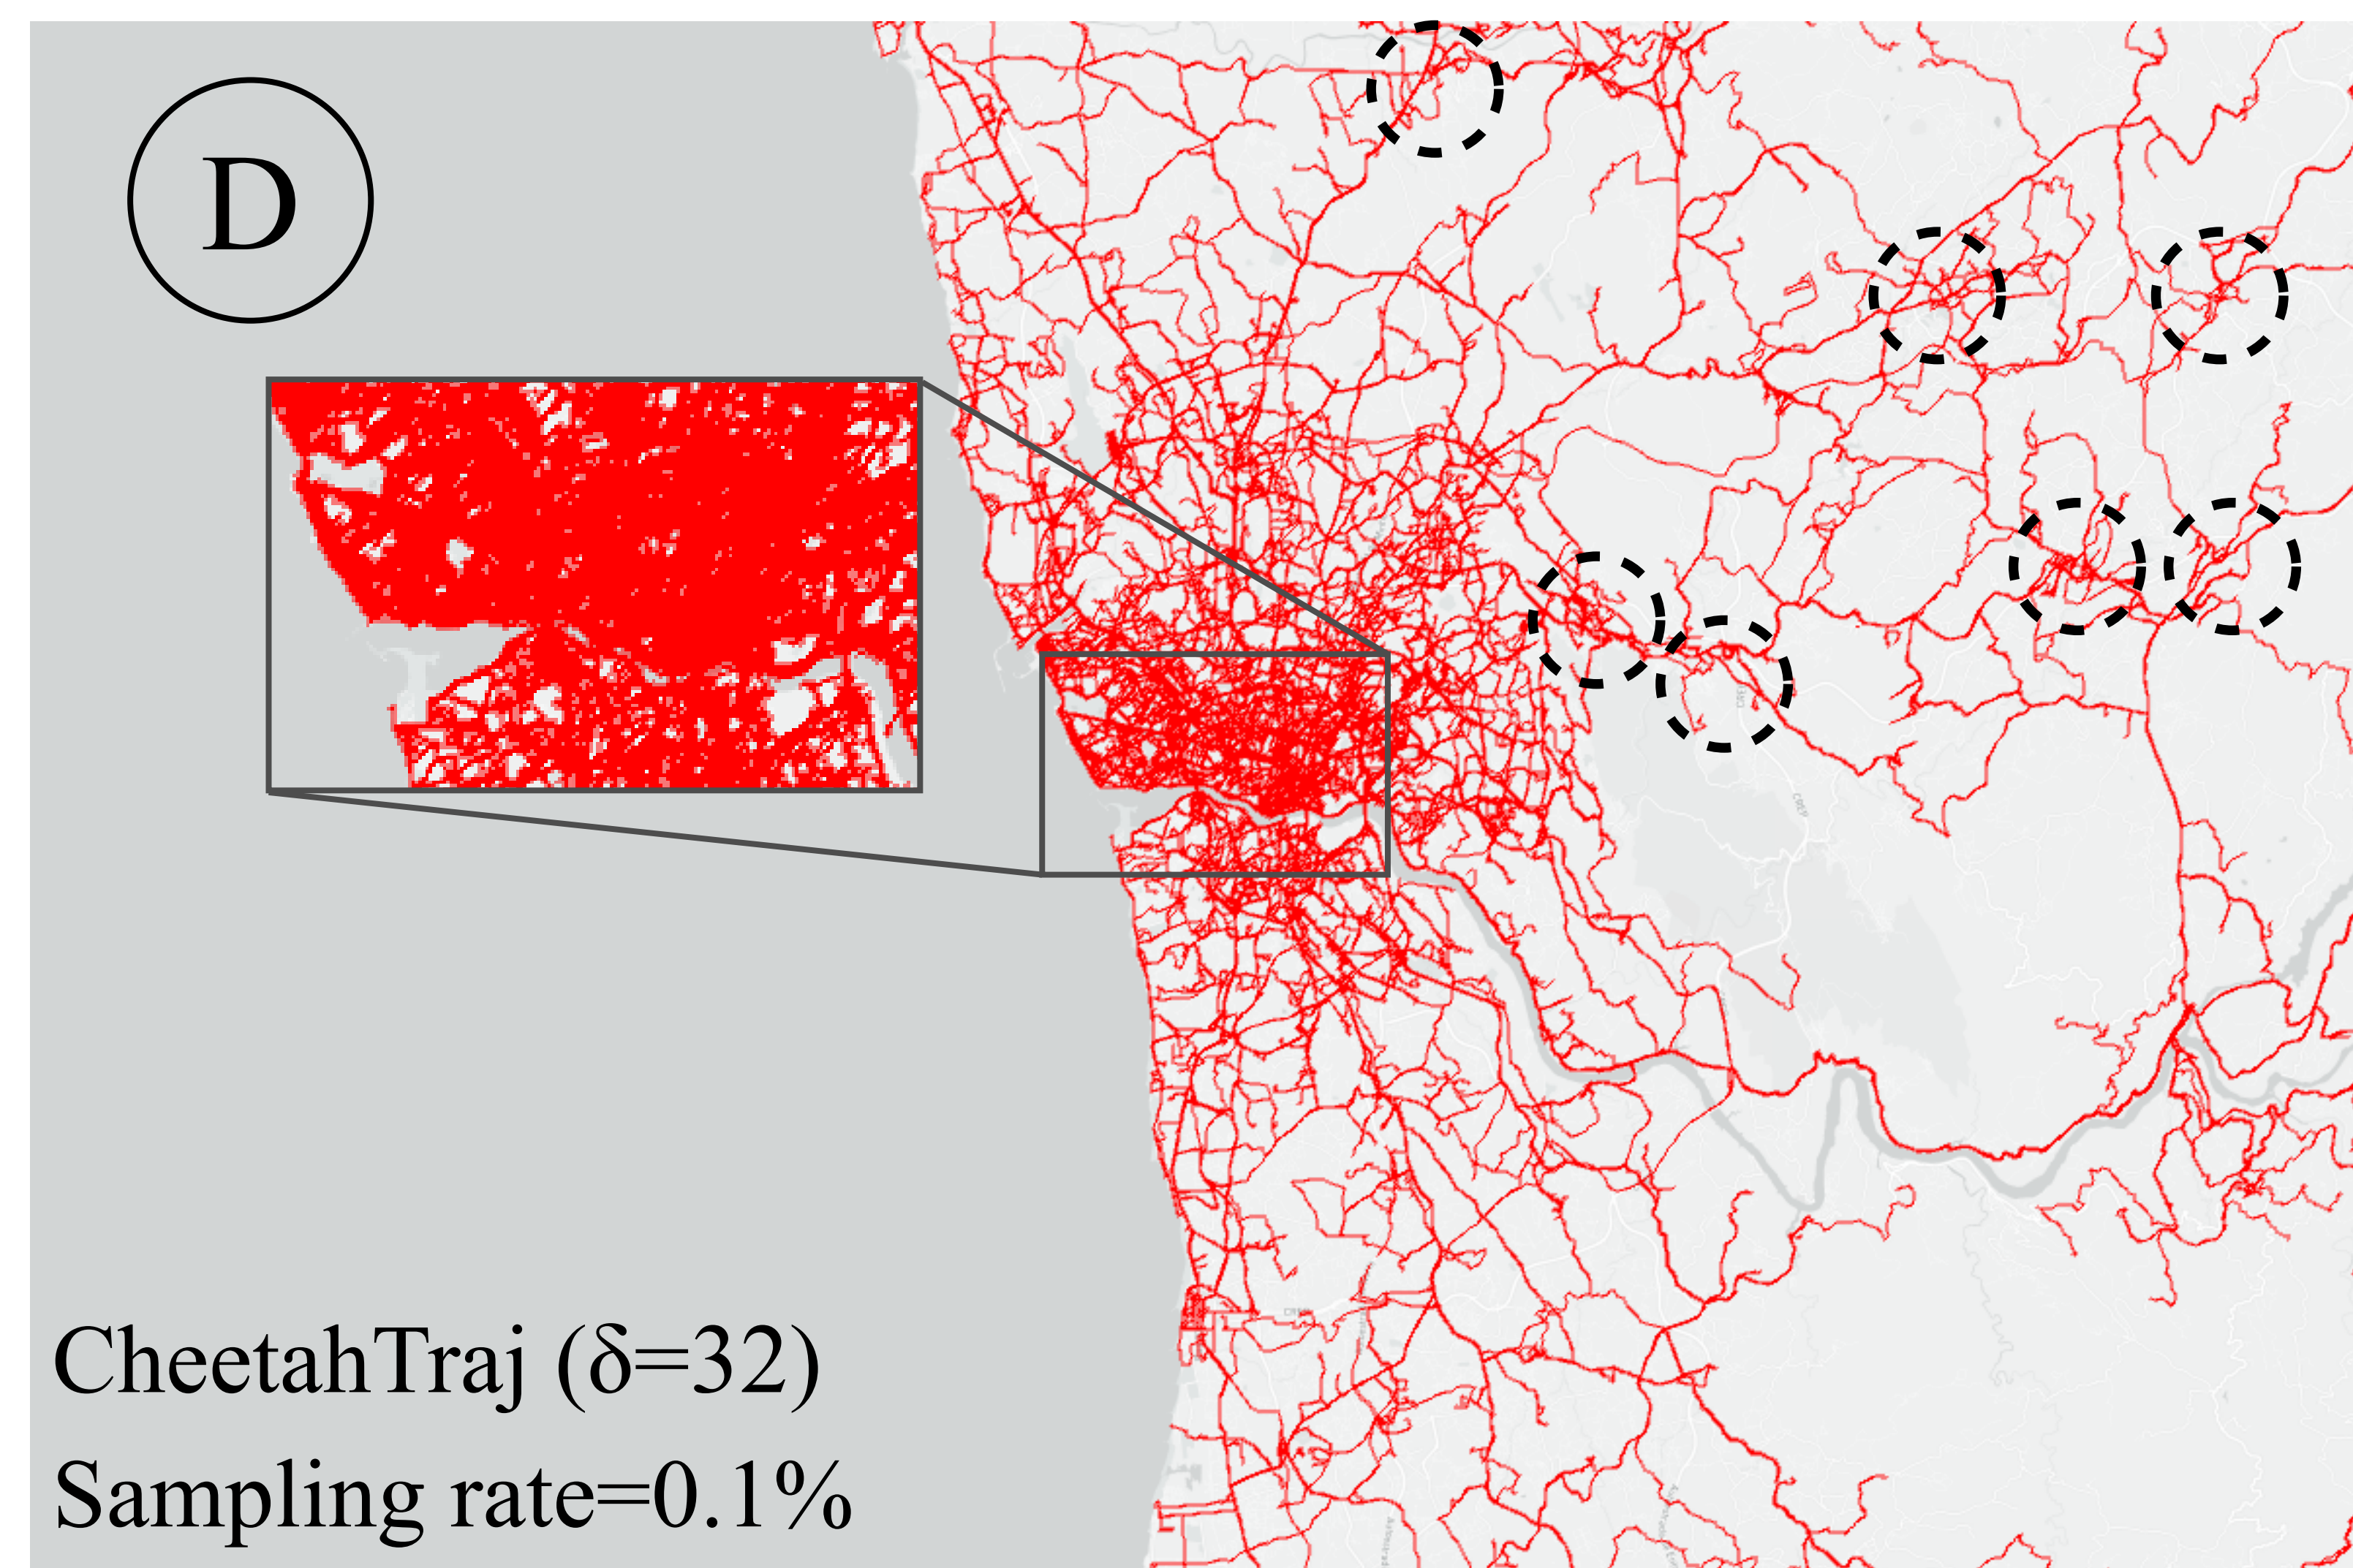 D
CheetahTraj (δ=32)
Sampling rate=0.1%